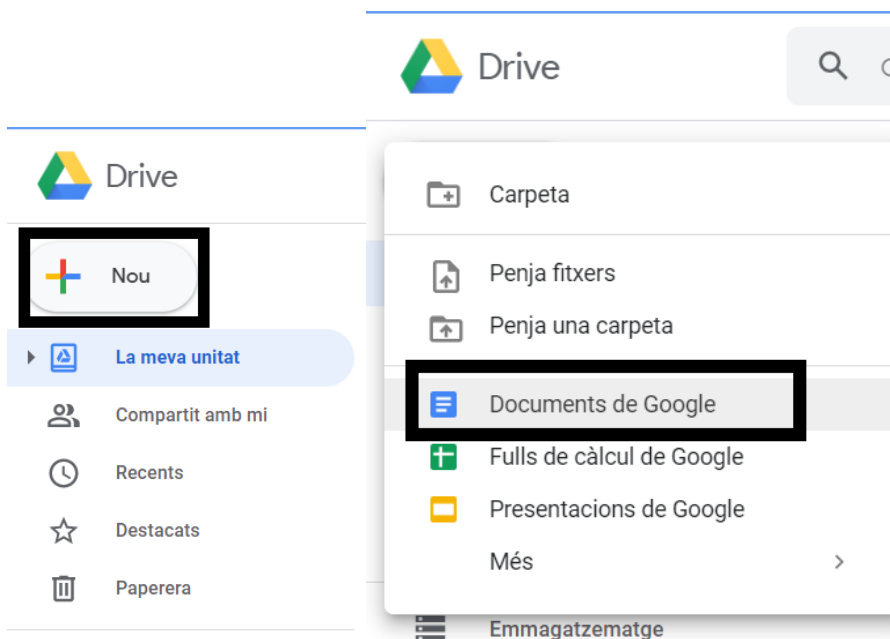 Drive
Nou
La meva unitat
Compartit amb mi
Recents
Destacats
Paperera
Drive
Carpeta
Penja fitxers
Penja una carpeta
Documents de Google
Fulls de càlcul de Google
Presentacions de Google
Més
Emmagatzematge